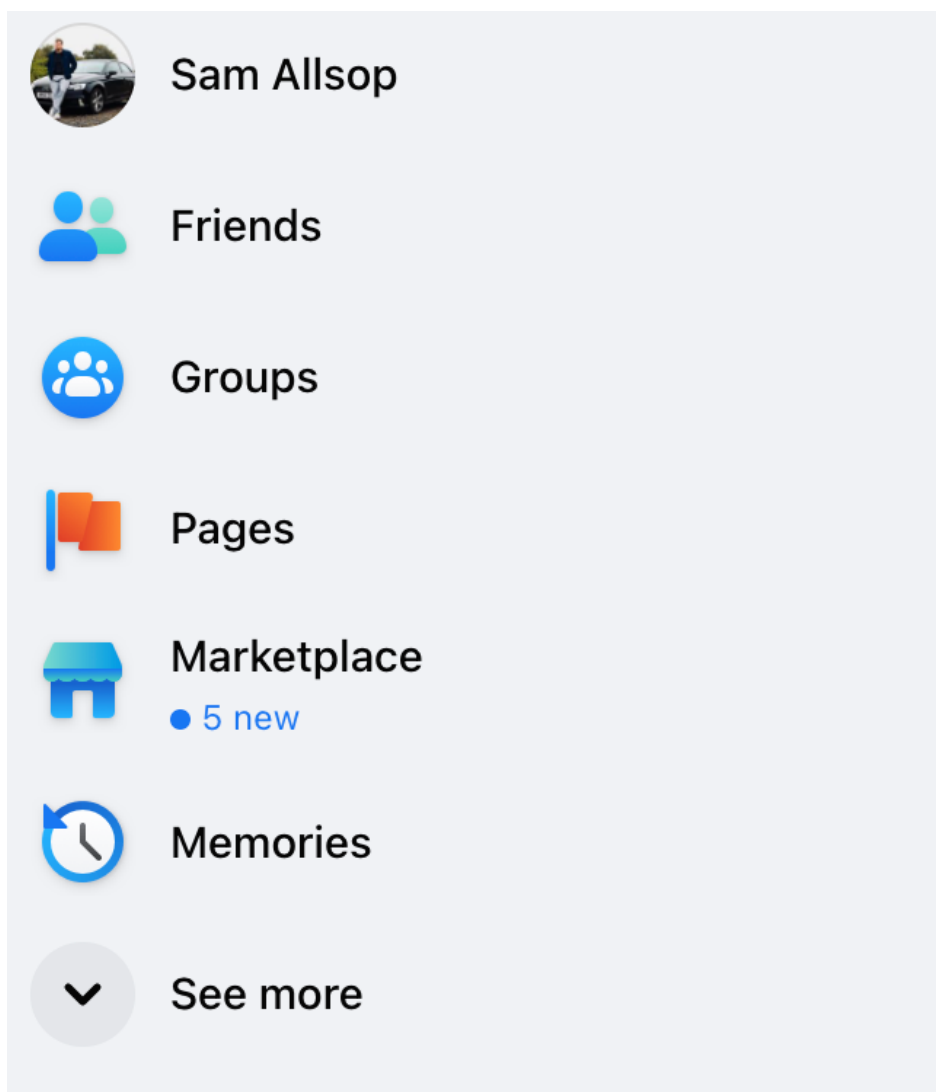 Sam Allsop
Friends
Groups
Pages
Marketplace
5 new
Memories
See more